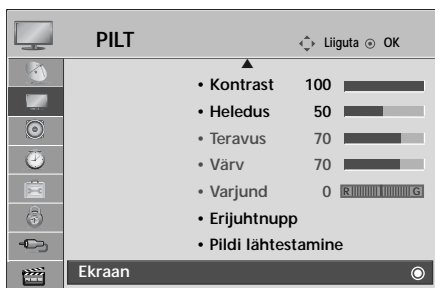 PILT Liiguta OK
• Kontrast 100
• Heledus 50
• Teravus 70
• Värv 70
• Varjund 0 R G
• Erijuhtnupp
• Pildi lähtestamine
Ekraan